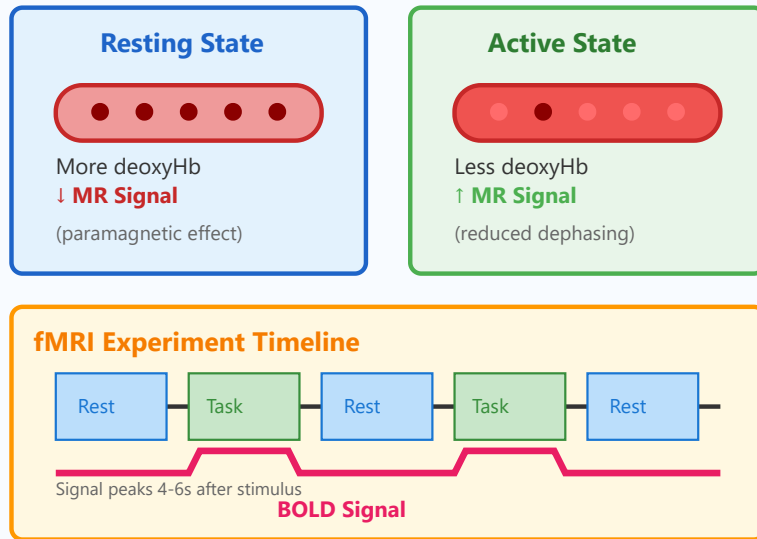 Resting State
More deoxyHb
↓ MR Signal
(paramagnetic effect)
Active State
Less deoxyHb
↑ MR Signal
(reduced dephasing)
fMRI Experiment Timeline
Rest
Task
Rest
Task
Rest
Signal peaks 4-6s after stimulus
BOLD Signal